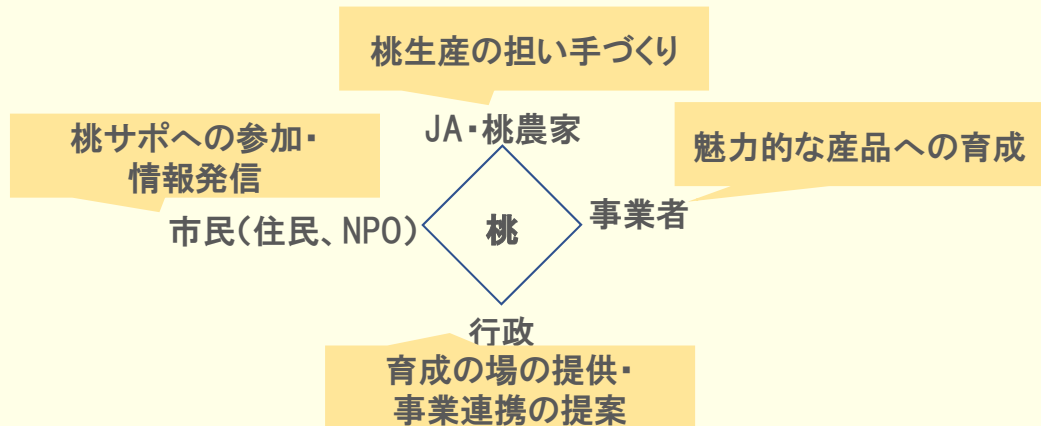 桃生産の担い手づくり
JA・桃農家
桃サポへの参加・
情報発信
魅力的な産品への育成
市民(住民、NPO)
桃
事業者
行政
育成の場の提供・
事業連携の提案